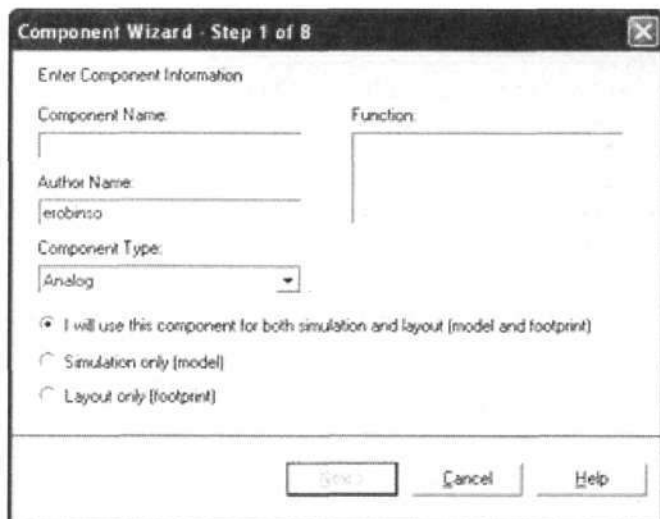 Component Wizard - Step 1 of 8
Enter Component Information
Component Name:
Function:
Author Name:
erobinso
Component Type:
Analog
I will use this component for both simulation and layout (model and footprint)
Simulation only (model)
Layout only (footprint)
Cancel
Help